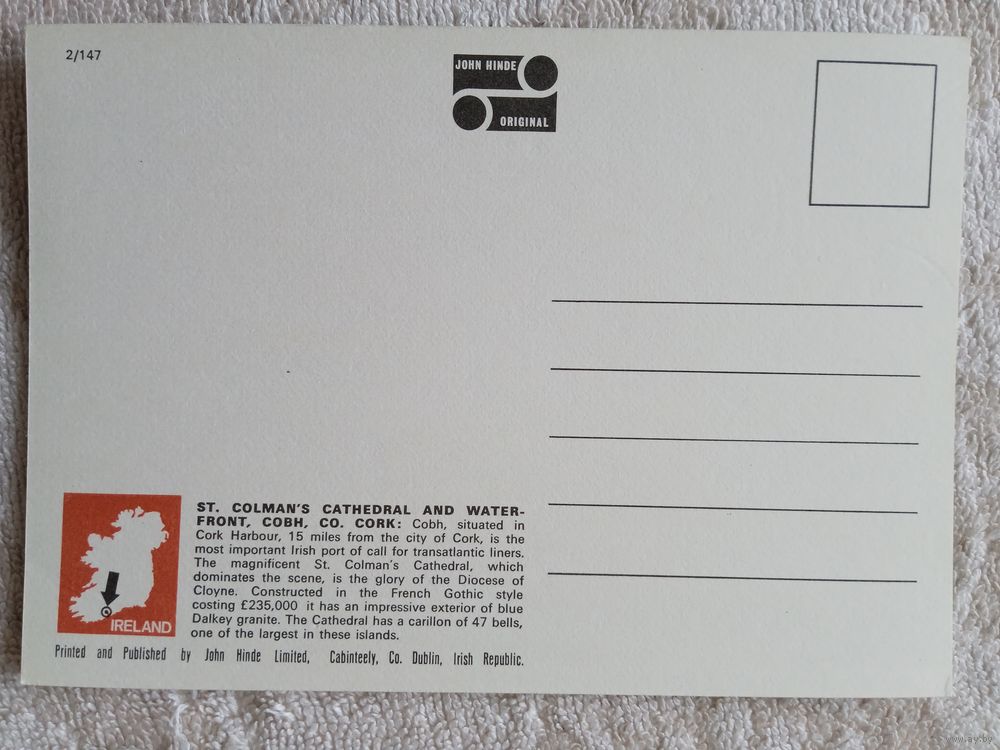 2/147
JOHN HINDE
ORIGINAL
ST. COLMAN'S CATHEDRAL AND WATER-
FRONT, COBH, CO. CORK: Cobh, situated in
Cork Harbour, 15 miles from the city of Cork, is the
most important Irish port of call for transatlantic liners.
The magnificent St. Colman's Cathedral, which
dominates the scene, is the glory of the Diocese of
Cloyne. Constructed in the French Gothic style
costing £235,000 it has an impressive exterior of blue
Dalkey granite. The Cathedral has a carillon of 47 bells,
one of the largest in these islands.
IRELAND
Printed and Published by John Hinde Limited, Cabinteely, Co. Dublin, Irish Republic.
www.ay.by